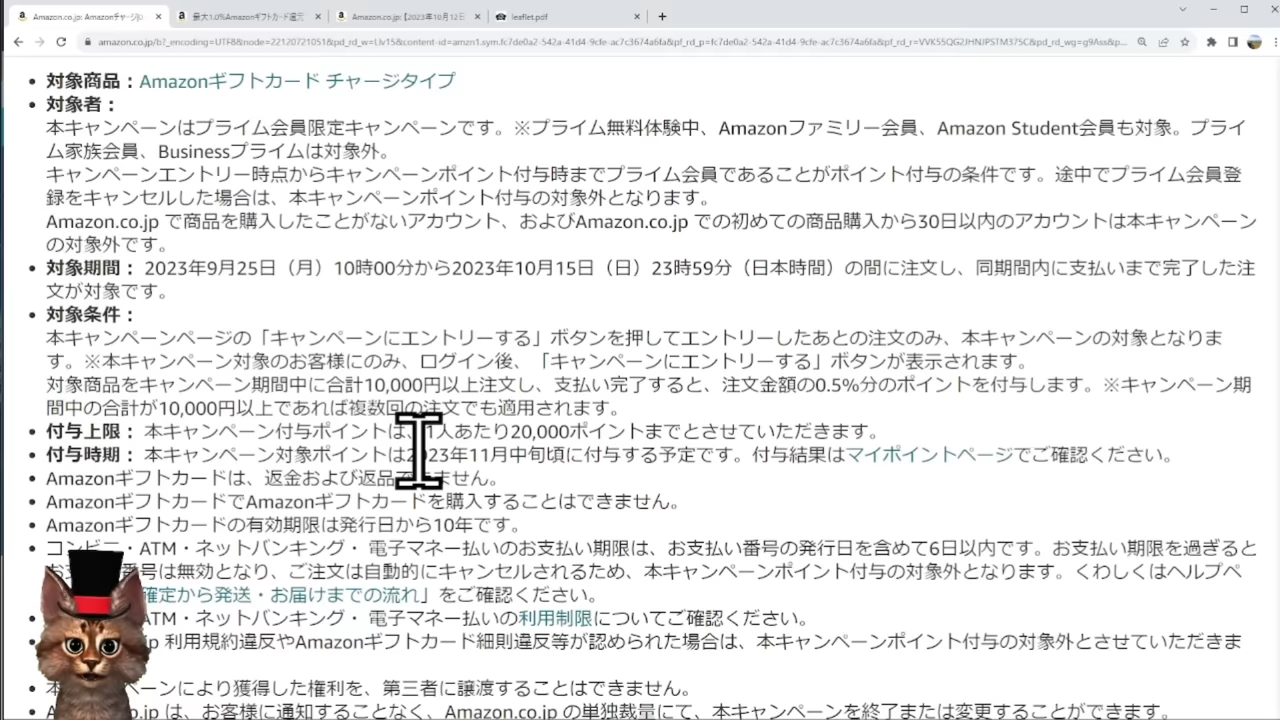 Amazon.co.jp: Amazonチャージ
最大1.0%Amazonギフトカード還元
Amazon.co.jp:【2023年10月12日
leaflet.pdf
• 対象商品： Amazonギフトカード チャージタイプ
• 対象者：
本キャンペーンはプライム会員限定キャンペーンです。※プライム無料体験中、Amazonファミリー会員、Amazon Student会員も対象。プライ
ム家族会員、Businessプライムは対象外。
キャンペーンエントリー時点からキャンペーンポイント付与時までプライム会員であることがポイント付与の条件です。途中でプライム会員登
録をキャンセルした場合は、本キャンペーンポイント付与の対象外となります。
Amazon.co.jp で商品を購入したことがないアカウント、およびAmazon.co.jp での初めての商品購入から30日以内のアカウントは本キャンペーン
の対象外です。
• 対象期間： 2023年9月25日（月）10時00分から2023年10月15日（日）23時59分（日本時間）の間に注文し、同期間内に支払いまで完了した注
文が対象です。
• 対象条件：
本キャンペーンページの「キャンペーンにエントリーする」ボタンを押してエントリーしたあとの注文のみ、本キャンペーンの対象となりま
す。※本キャンペーン対象のお客様にのみ、ログイン後、「キャンペーンにエントリーする」ボタンが表示されます。
対象商品をキャンペーン期間中に合計10,000円以上注文し、支払い完了すると、注文金額の0.5%分のポイントを付与します。※キャンペーン期
間中の合計が10,000円以上であれば複数回の注文でも適用されます。
• 付与上限： 本キャンペーン付与ポイントは、1人あたり20,000ポイントまでとさせていただきます。
• 付与時期： 本キャンペーン対象ポイントは2023年11月中旬頃に付与する予定です。付与結果はマイポイントページでご確認ください。
• Amazonギフトカードは、返金および返品できません。
• AmazonギフトカードでAmazonギフトカードを購入することはできません。
• Amazonギフトカードの有効期限は発行日から10年です。
• コンビニ・ATM・ネットバンキング・ 電子マネー払いのお支払い期限は、お支払い番号の発行日を含めて6日以内です。お支払い期限を過ぎると
番号は無効となり、ご注文は自動的にキャンセルされるため、本キャンペーンポイント付与の対象外となります。くわしくはヘルプペ
確定から発送・お届けまでの流れ」をご確認ください。
ATM・ネットバンキング・ 電子マネー払いの利用制限についてご確認ください。
p 利用規約違反やAmazonギフトカード細則違反等が認められた場合は、本キャンペーンポイント付与の対象外とさせていただきま
• 本 ーンにより獲得した権利を、第三者に譲渡することはできません。
• A o.jp は、お客様に通知することなく、Amazon.co.jp の単独裁量にて、本キャンペーンを終了または変更することができます。